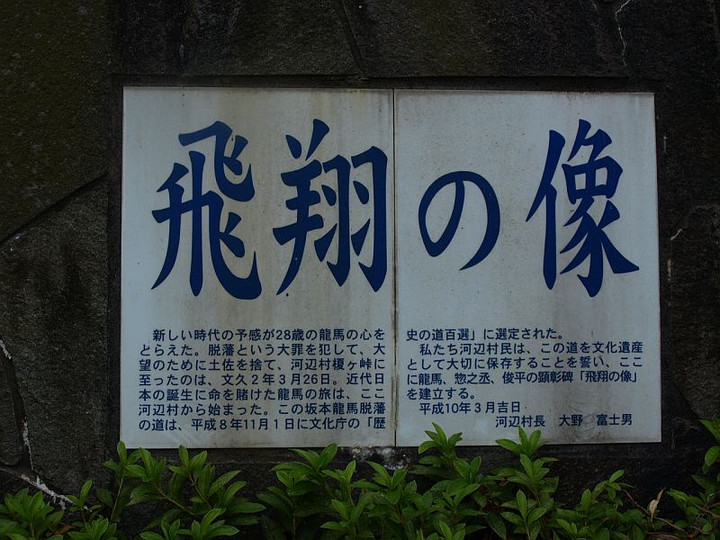 飛翔の像
新しい時代の予感が28歳の龍馬の心を
とらえた。脱藩という大罪を犯して、大
望のために土佐を捨て、河辺村榎ヶ峠に
至ったのは、文久２年３月26日。近代日
本の誕生に命を賭けた龍馬の旅は、ここ
河辺村から始まった。この坂本龍馬脱藩
の道は、平成８年11月１日に文化庁の「歴
史の道百選」に選定された。
私たち河辺村民は、この道を文化遺産
として大切に保存することを誓い、ここ
に龍馬、惣之丞、俊平の顕彰碑「飛翔の像」
を建立する。
平成10年３月吉日
河辺村長　大野　富士男